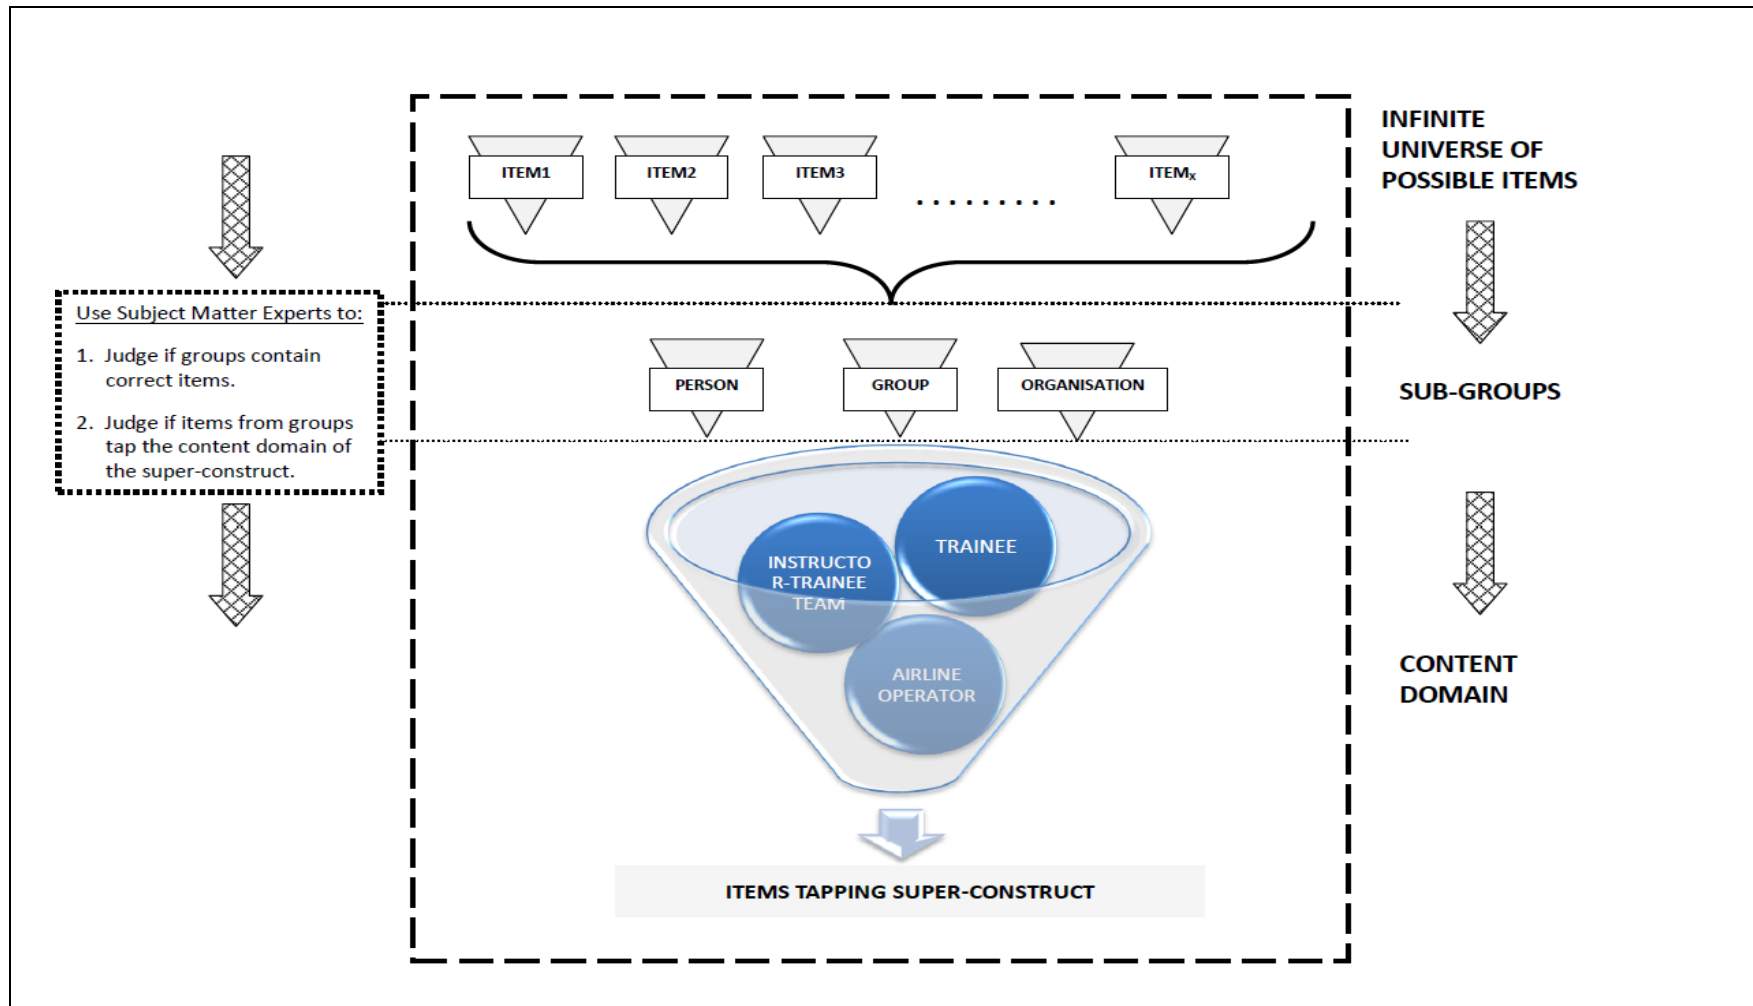 INFINITE
UNIVERSE OF
POSSIBLE ITEMS
ITEM1
ITEM2
ITEM3
.........
ITEMₓ
Use Subject Matter Experts to:
1. Judge if groups contain
correct items.
2. Judge if items from groups
tap the content domain of
the super-construct.
PERSON
GROUP
ORGANISATION
SUB-GROUPS
TRAINEE
INSTRUCTO
R-TRAINEE
TEAM
AIRLINE
OPERATOR
CONTENT
DOMAIN
ITEMS TAPPING SUPER-CONSTRUCT